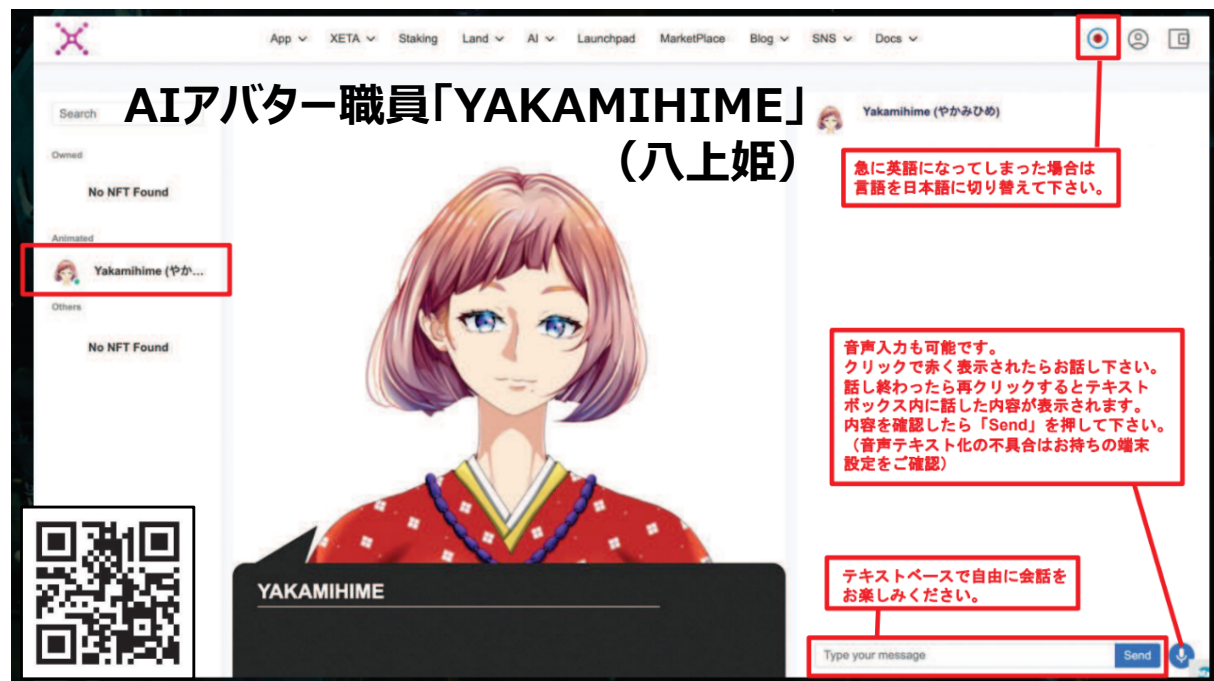 App XETA Staking Land AI Launchpad MarketPlace Blog SNS Docs
AIアバター職員「YAKAMIHIME」
（八上姫）
Search
Owned
No NFT Found
Animated
Yakamihime (やか...
Others
No NFT Found
Yakamihime (やかみひめ)
急に英語になってしまった場合は
言語を日本語に切り替えて下さい。
音声入力も可能です。
クリックで赤く表示されたらお話し下さい。
話し終わったら再クリックするとテキスト
ボックス内に話した内容が表示されます。
内容を確認したら「Send」を押して下さい。
（音声テキスト化の不具合はお持ちの端末
設定をご確認）
YAKAMIHIME
テキストベースで自由に会話を
お楽しみください。
Type your message Send